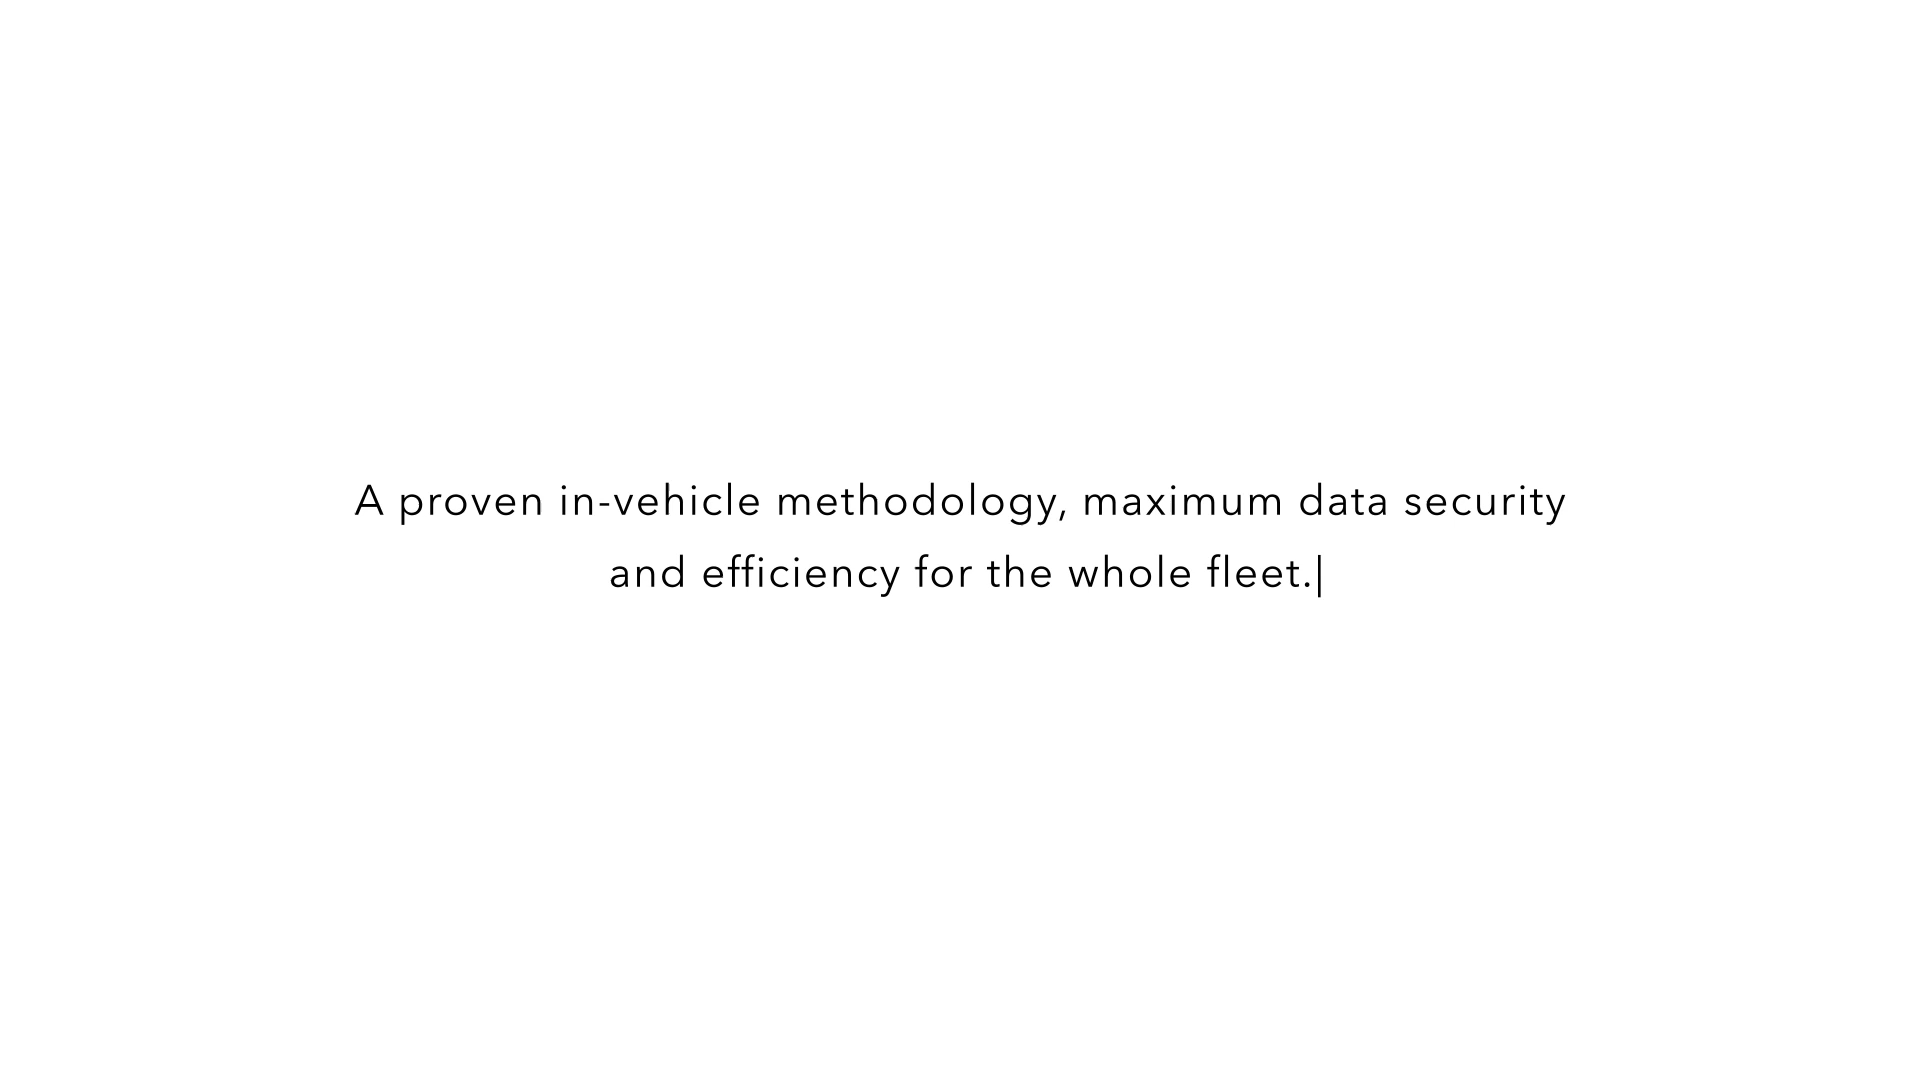 A proven in-vehicle methodology, maximum data security
and efficiency for the whole fleet.|